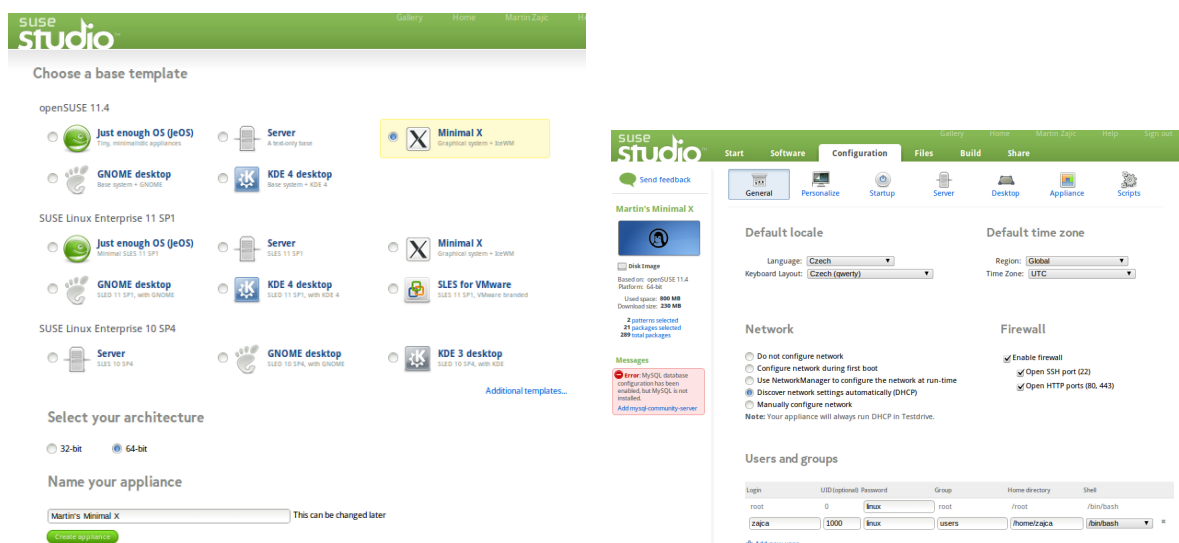 suse
studio
Gallery Home Martin Zajic H
Choose a base template
openSUSE 11.4
Just enough OS (JeOS)
Tiny, minimalistic appliances
Server
A text-only base
Minimal X
Graphical system + IceWM
GNOME desktop
Base system + GNOME
KDE 4 desktop
Base system + KDE 4
SUSE Linux Enterprise 11 SP1
Just enough OS (JeOS)
Minimal SLES 11 SP1
Server
SLES 11 SP1
Minimal X
Graphical system + IceWM
GNOME desktop
SLED 11 SP1, with GNOME
KDE 4 desktop
SLED 11 SP1, with KDE 4
SLES for VMware
SLES 11 SP1, VMware branded
SUSE Linux Enterprise 10 SP4
Server
SLES 10 SP4
GNOME desktop
SLED 10 SP4, with GNOME
KDE 3 desktop
SLED 10 SP4, with KDE
Additional templates...
Select your architecture
32-bit 64-bit
Name your appliance
Martin's Minimal X This can be changed later
Create appliance
suse
studio
Gallery Home Martin Zajic Help Sign out
Start Software Configuration Files Build Share
Send feedback
General Personalize Startup Server Desktop Appliance Scripts
Martin's Minimal X
Disk Image
Based on: openSUSE 11.4
Platform: 64-bit
Used space: 800 MB
Download size: 230 MB
2 patterns selected
21 packages selected
289 total packages
Messages
Error: MySQL database
configuration has been
enabled, but MySQL is not
installed.
Add mysql-community-server
Default locale
Language: Czech
Keyboard Layout: Czech (qwerty)
Default time zone
Region: Global
Time Zone: UTC
Network
Do not configure network
Configure network during first boot
Use NetworkManager to configure the network at run-time
Discover network settings automatically (DHCP)
Manually configure network
Note: Your appliance will always run DHCP in Testdrive.
Firewall
Enable firewall
Open SSH port (22)
Open HTTP ports (80, 443)
Users and groups
Login UID (optional) Password Group Home directory Shell
root 0 linux root /root /bin/bash
zajca 1000 linux users /home/zajca /bin/bash